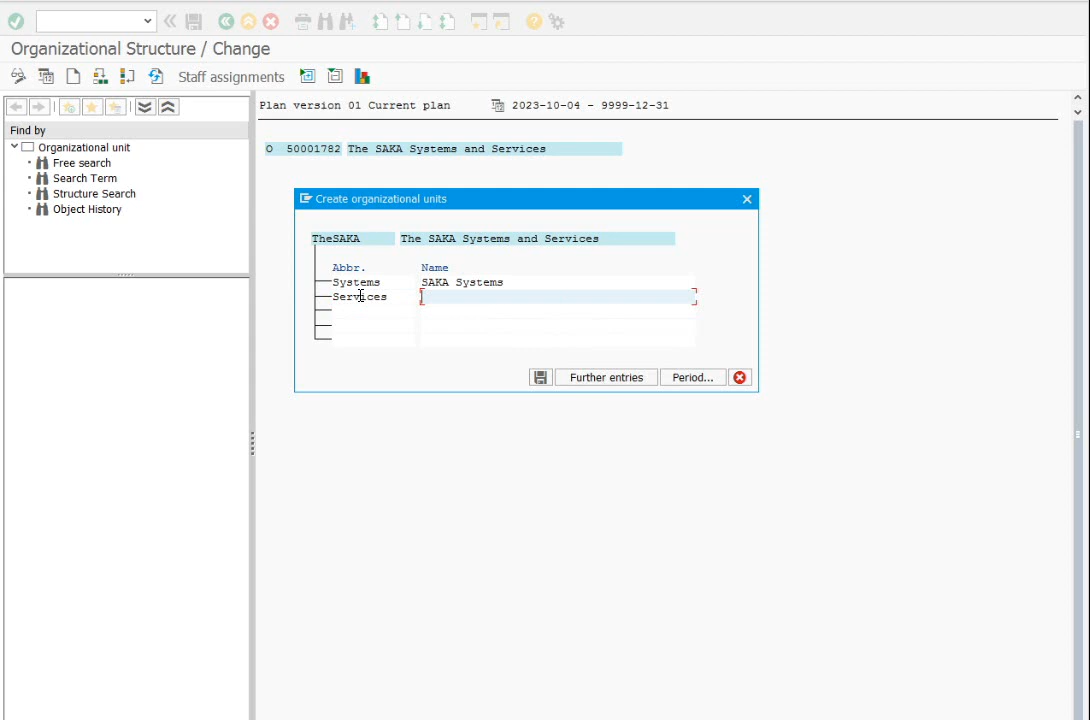 Organizational Structure / Change
Staff assignments
Find by
Organizational unit
Free search
Search Term
Structure Search
Object History
Plan version 01 Current plan 2023-10-04 - 9999-12-31
O 50001782 The SAKA Systems and Services
Create organizational units
TheSAKA The SAKA Systems and Services
Abbr. Name
Systems SAKA Systems
Services
Further entries Period...